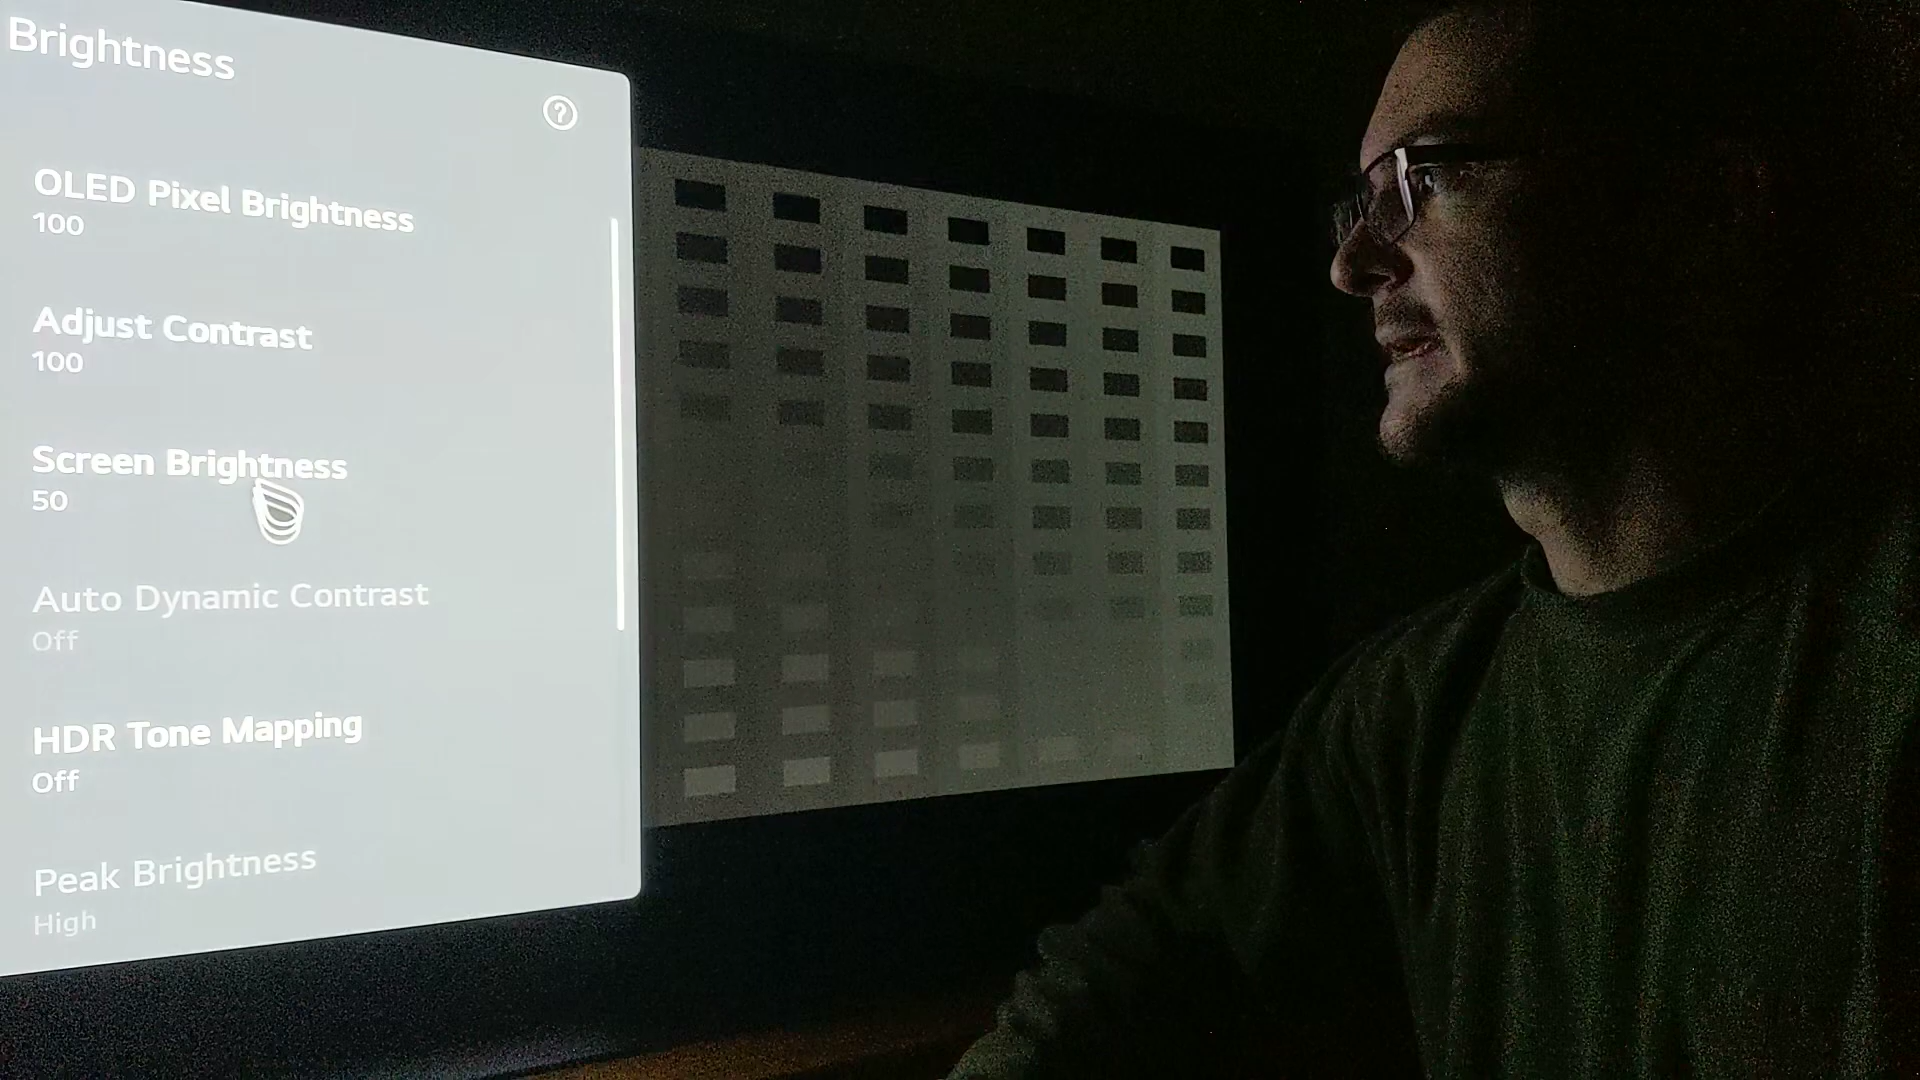 Brightness
?
OLED Pixel Brightness
100
Adjust Contrast
100
Screen Brightness
50
Auto Dynamic Contrast
Off
HDR Tone Mapping
Off
Peak Brightness
High